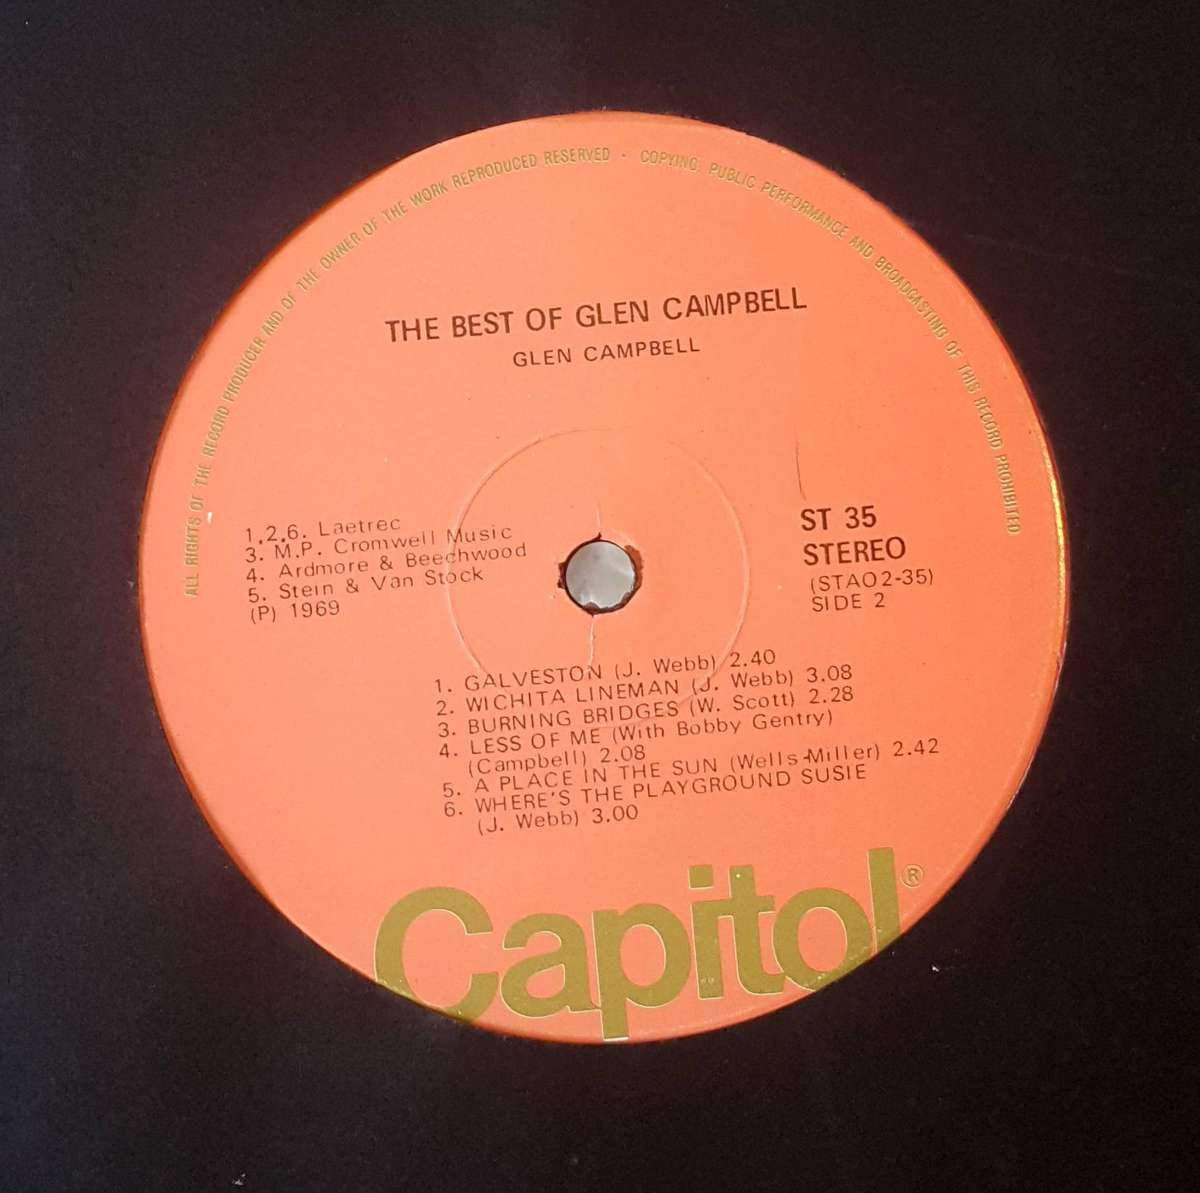 ALL RIGHTS OF THE RECORD PRODUCER AND OF THE OWNER OF THE WORK REPRODUCED RESERVED · COPYING, PUBLIC PERFORMANCE AND BROADCASTING OF THIS RECORD PROHIBITED
THE BEST OF GLEN CAMPBELL
GLEN CAMPBELL
1,2,6. Laetrec
3. M.P. Cromwell Music
4. Ardmore & Beechwood
5. Stein & Van Stock
(P) 1969
ST 35
STEREO
(STAO2-35)
SIDE 2
1. GALVESTON (J. Webb) 2.40
2. WICHITA LINEMAN (J. Webb) 3.08
3. BURNING BRIDGES (W. Scott) 2.28
4. LESS OF ME (With Bobby Gentry)
(Campbell) 2.08
5. A PLACE IN THE SUN (Wells-Miller) 2.42
6. WHERE'S THE PLAYGROUND SUSIE
(J. Webb) 3.00
Capitol®